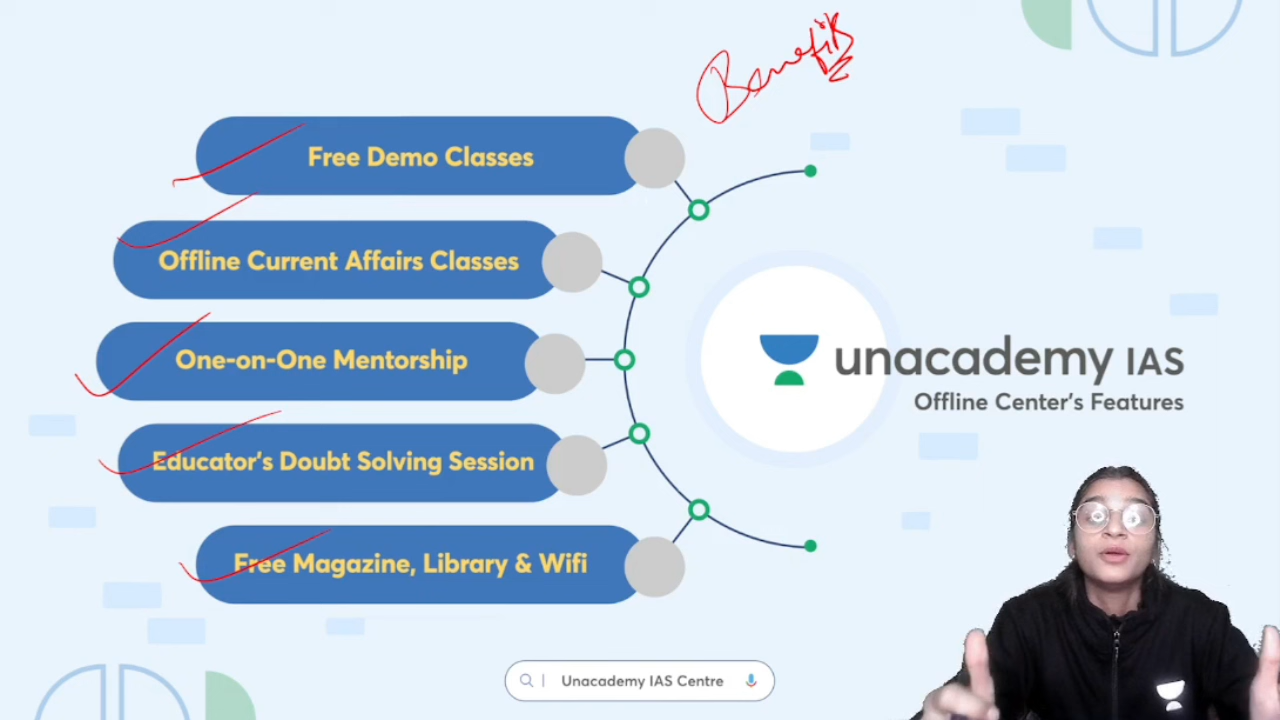 Benefits
Free Demo Classes
Offline Current Affairs Classes
One-on-One Mentorship
Educator's Doubt Solving Session
Free Magazine, Library & Wifi
unacademy IAS
Offline Center's Features
Unacademy IAS Centre